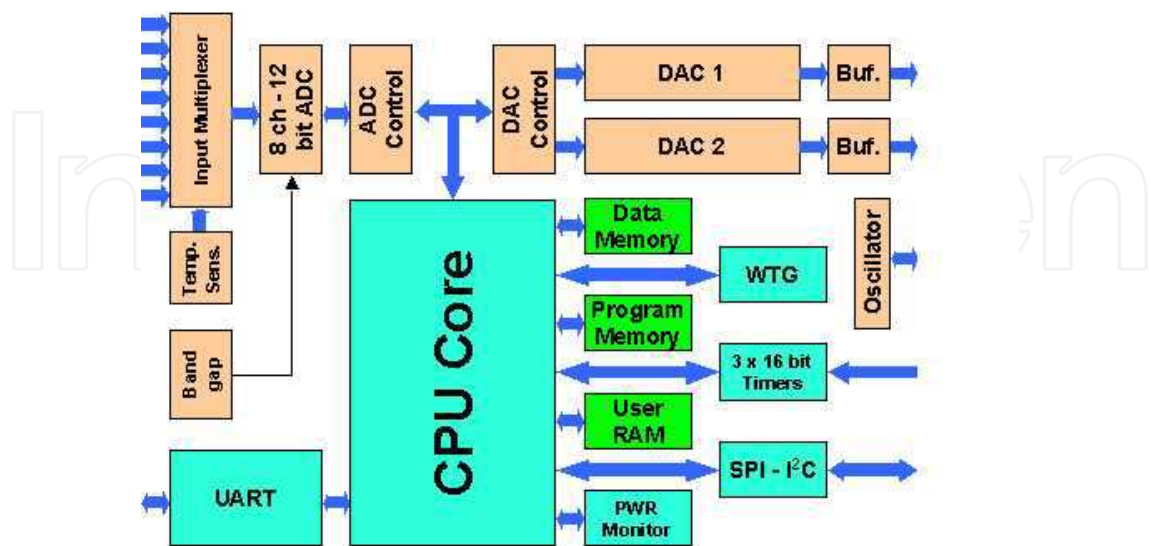 Input Multiplexer
8 ch - 12
bit ADC
ADC
Control
DAC
Control
DAC 1
Buf.
DAC 2
Buf.
Temp.
Sens.
Band
gap
CPU Core
Data
Memory
WTG
Program
Memory
3 x 16 bit
Timers
User
RAM
SPI - I²C
PWR
Monitor
Oscillator
UART